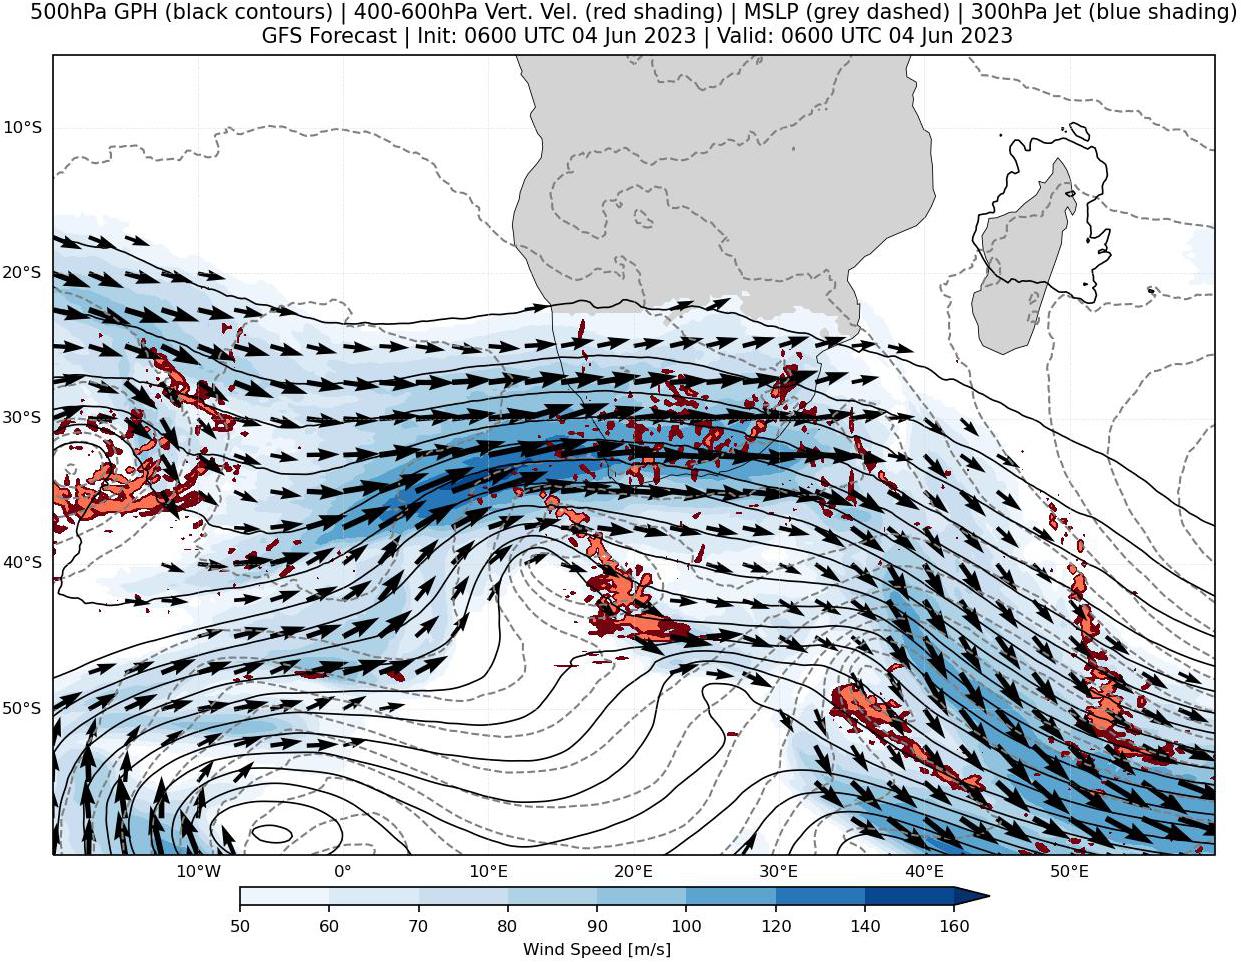 500hPa GPH (black contours) | 400-600hPa Vert. Vel. (red shading) | MSLP (grey dashed) | 300hPa Jet (blue shading)
GFS Forecast | Init: 0600 UTC 04 Jun 2023 | Valid: 0600 UTC 04 Jun 2023
10°S
20°S
30°S
40°S
50°S
10°W 0° 10°E 20°E 30°E 40°E 50°E
50 60 70 80 90 100 120 140 160
Wind Speed [m/s]